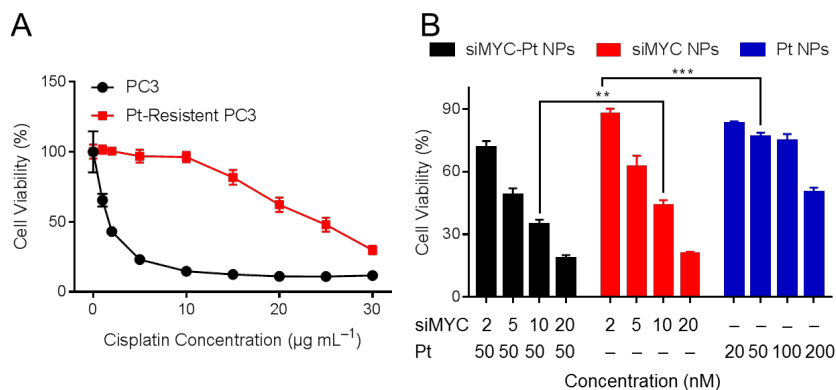 A
150
100
50
0
Cell Viability (%)
PC3
Pt-Resistent PC3
0 10 20 30
Cisplatin Concentration (µg mL⁻¹)
B
siMYC-Pt NPs siMYC NPs Pt NPs
***
**
90
60
30
0
Cell Viability (%)
siMYC 2 5 10 20 2 5 10 20 – – – –
Pt 50 50 50 50 – – – – 20 50 100 200
Concentration (nM)